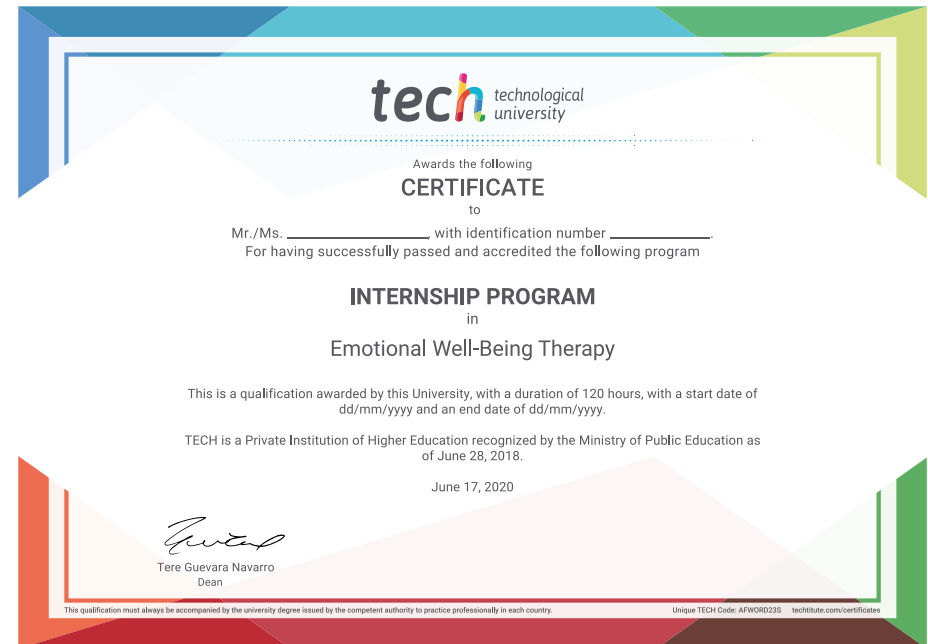 tech technological
university
Awards the following
CERTIFICATE
to
Mr./Ms. ____________________, with identification number ______________.
For having successfully passed and accredited the following program
INTERNSHIP PROGRAM
in
Emotional Well-Being Therapy
This is a qualification awarded by this University, with a duration of 120 hours, with a start date of
dd/mm/yyyy and an end date of dd/mm/yyyy.
TECH is a Private Institution of Higher Education recognized by the Ministry of Public Education as
of June 28, 2018.
June 17, 2020
Tere Guevara Navarro
Dean
This qualification must always be accompanied by the university degree issued by the competent authority to practice professionally in each country.
Unique TECH Code: AFWORD23S techtitute.com/certificates